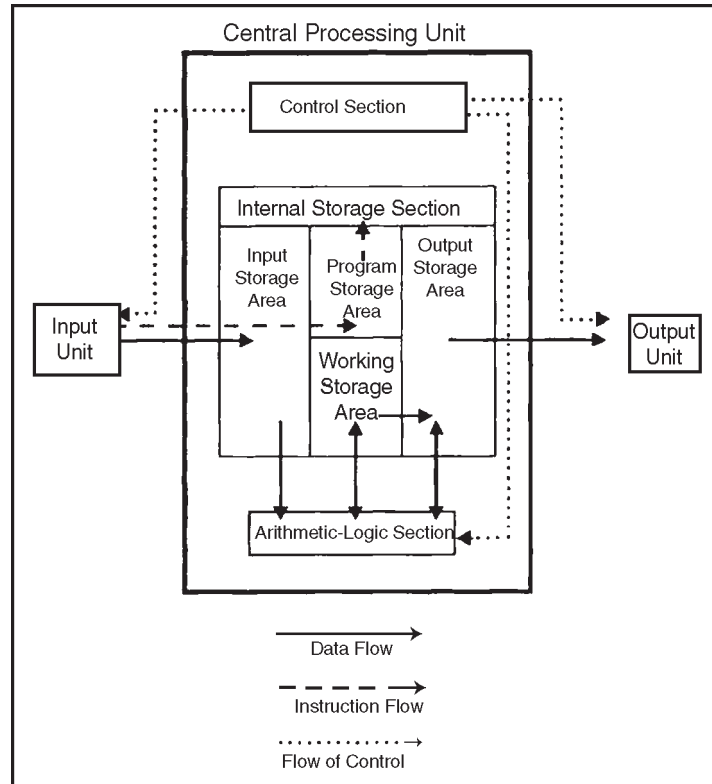 Central Processing Unit
Control Section
Internal Storage Section
Input
Storage
Area
Program
Storage
Area
Output
Storage
Area
Input
Unit
Working
Storage
Area
Output
Unit
Arithmetic-Logic Section
Data Flow
Instruction Flow
Flow of Control